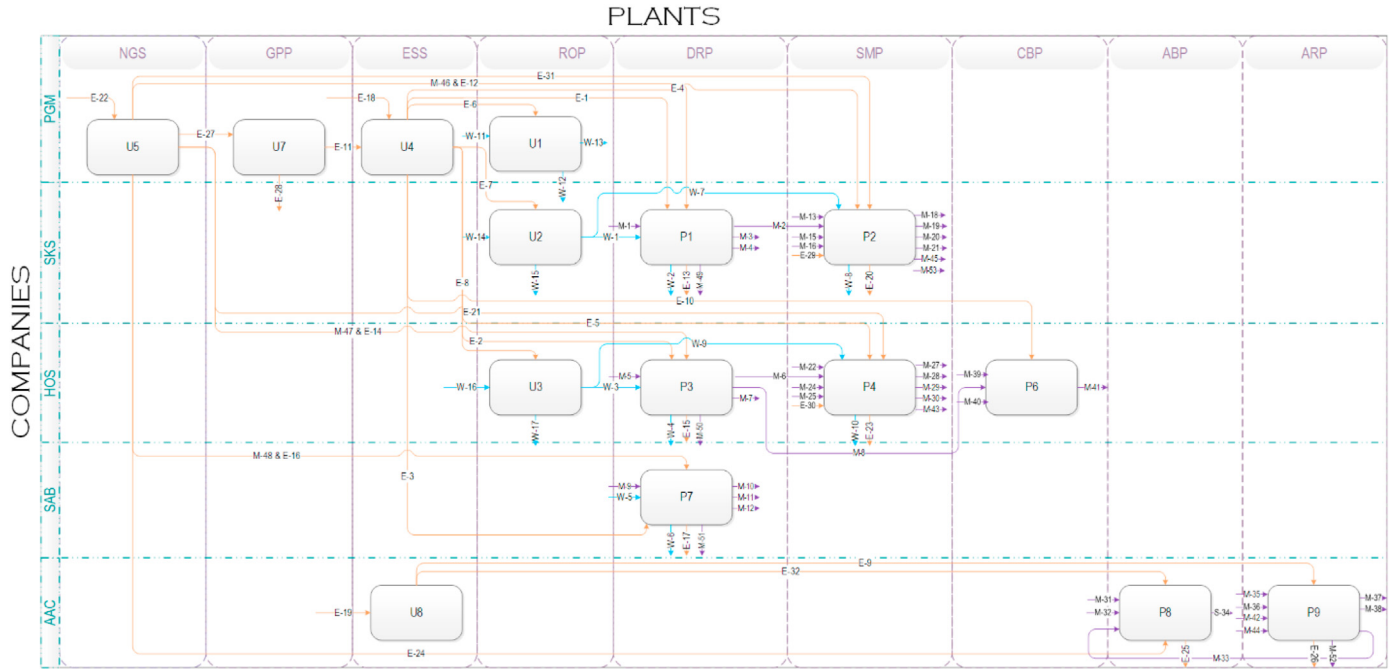 PLANTS
COMPANIES
NGS GPP ESS ROP DRP SMP CBP ABP ARP
PGM
E-31
M-46 & E-12
E-4
E-22 E-18 E-6 E-1
U5 E-27 U7 E-11 U4 W-11 U1 W-13
E-28 E-7 W-12
SKS
W-7
M-1 M-2 M-13 M-18
W-14 U2 W-1 P1 M-3 M-15 P2 M-19
M-4 M-16 M-20
E-29 M-21
M-45
M-53
W-15 W-2 E-13 M-49 W-8 E-20
E-8
E-10
E-21
E-5
M-47 & E-14
HOS
E-2 W-9
M-5 M-6 M-22 M-27
W-16 U3 W-3 P3 M-24 P4 M-28 M-39 P6 M-41
M-7 M-25 M-29 M-40
E-30 M-30
M-43
W-17 W-4 E-15 M-50 W-10 E-23
M-8
M-48 & E-16
SAB
E-3
M-9 M-10
W-5 P7 M-11
M-12
W-6 E-17 M-51
AAC
E-9
E-32
E-19 U8 M-31 P8 S-34 M-35 P9 M-37
M-32 M-36 M-38
M-42
M-44
E-24 E-25 M-33 E-26 M-52